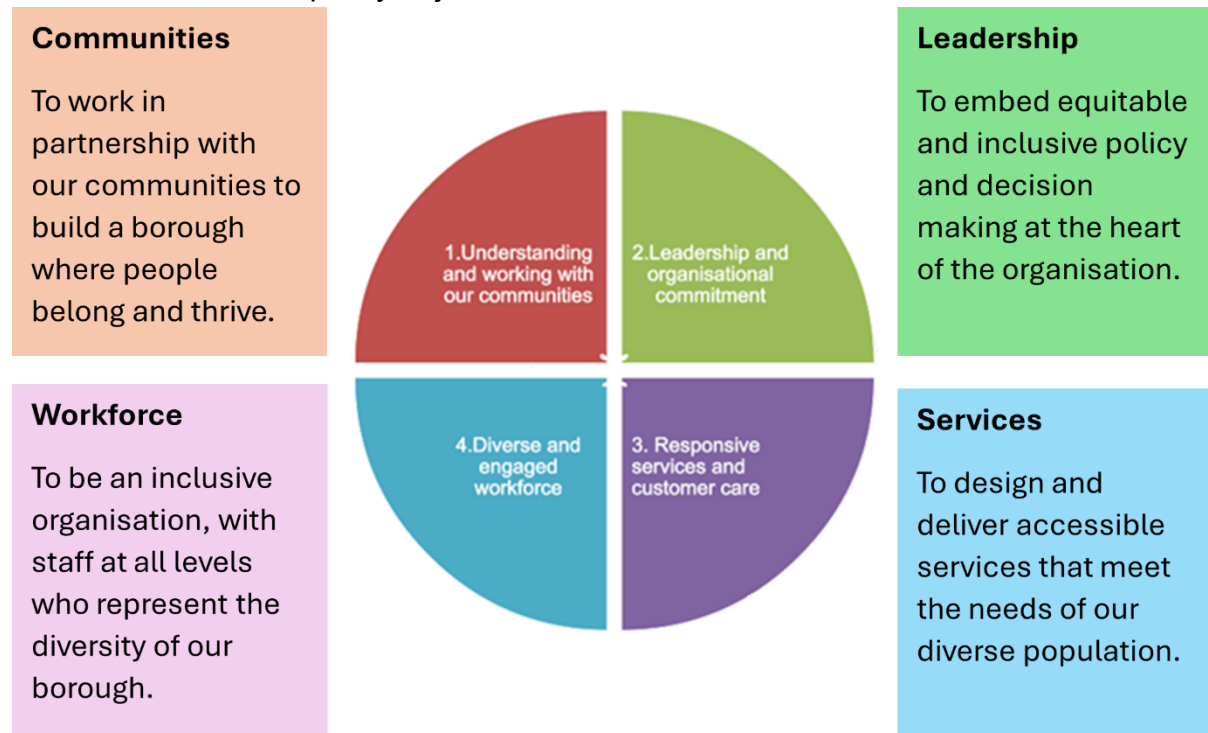 Communities
To work in
partnership with
our communities to
build a borough
where people
belong and thrive.
Leadership
To embed equitable
and inclusive policy
and decision
making at the heart
of the organisation.
1.Understanding
and working with
our communities
2.Leadership and
organisational
commitment
4.Diverse and
engaged
workforce
3. Responsive
services and
customer care
Workforce
To be an inclusive
organisation, with
staff at all levels
who represent the
diversity of our
borough.
Services
To design and
deliver accessible
services that meet
the needs of our
diverse population.